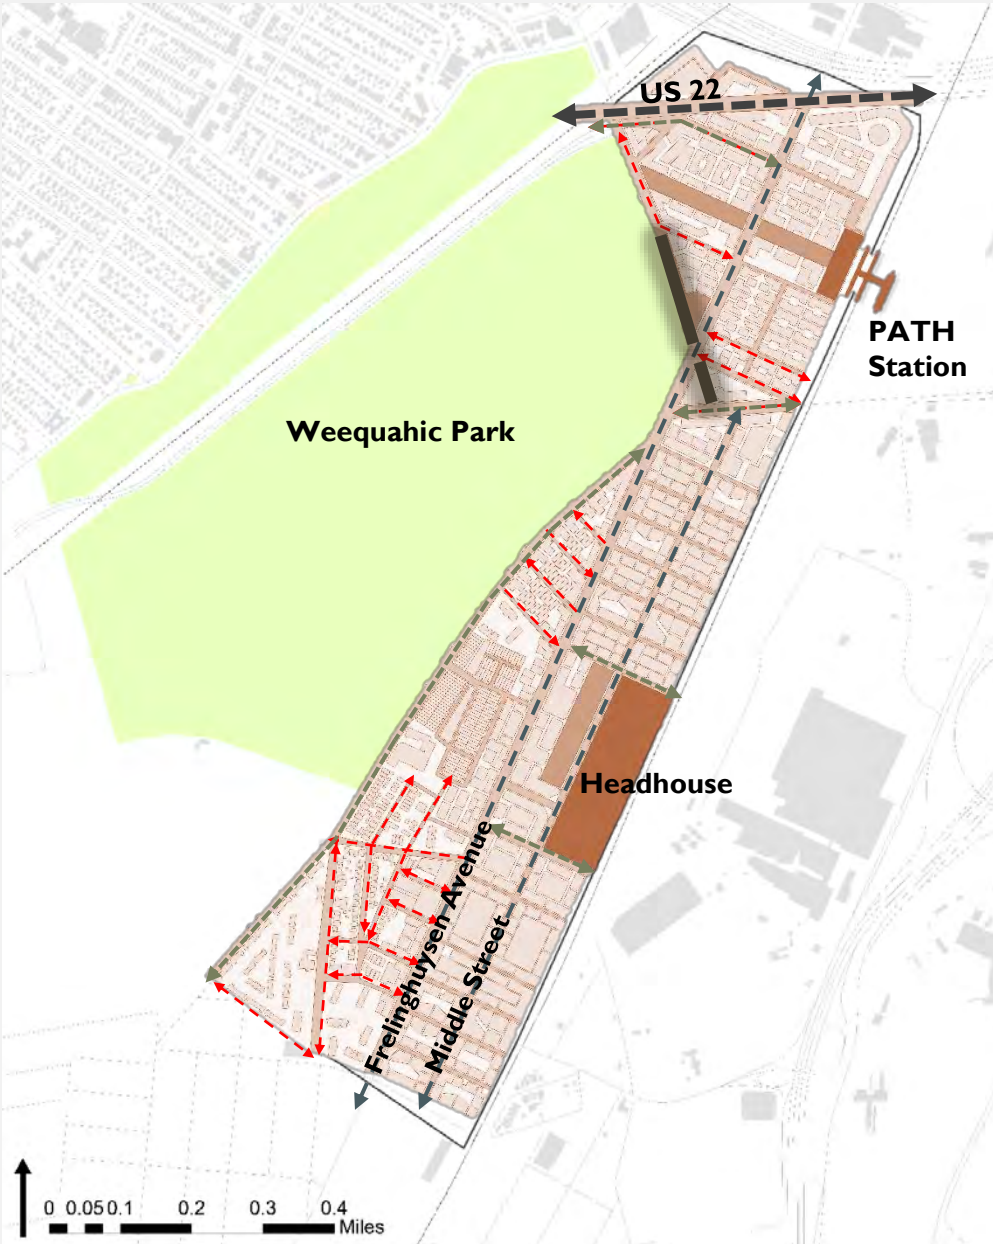 US 22
PATH
Station
Weequahic Park
Headhouse
Frelinghuysen Avenue
Middle Street
0 0.05 0.1 0.2 0.3 0.4
Miles